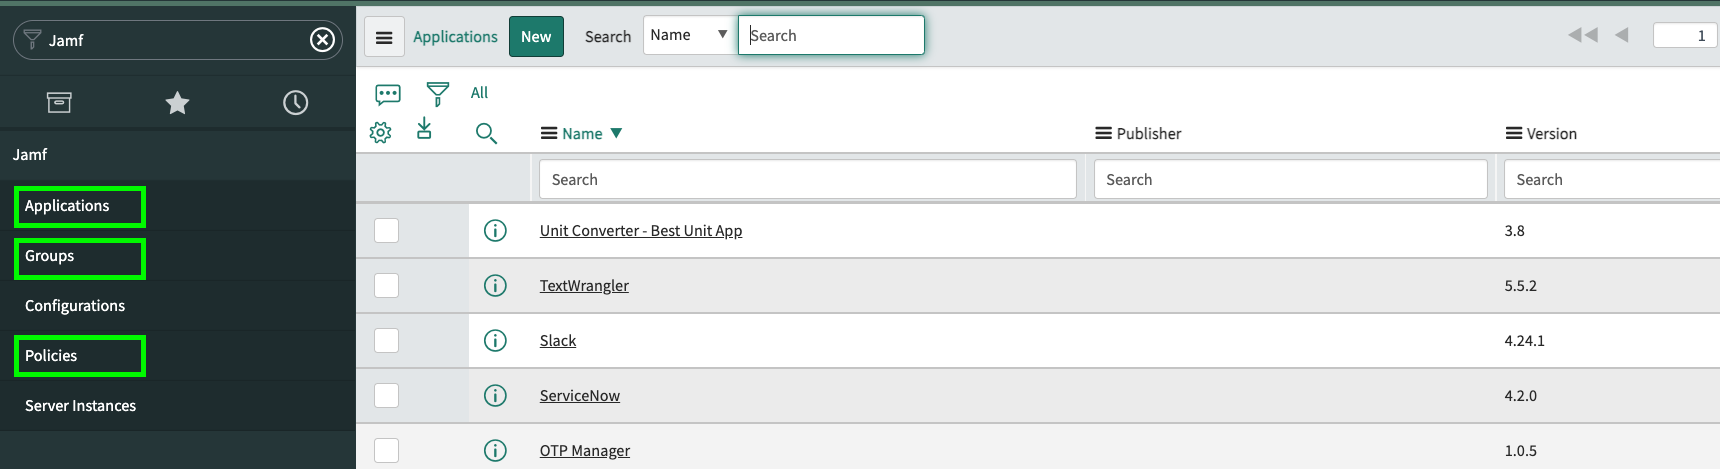 Jamf
Applications New Search Name Search 1
All
Name Publisher Version
Search Search Search
Jamf
Applications
Groups
Configurations
Policies
Server Instances
Unit Converter - Best Unit App 3.8
TextWrangler 5.5.2
Slack 4.24.1
ServiceNow 4.2.0
OTP Manager 1.0.5